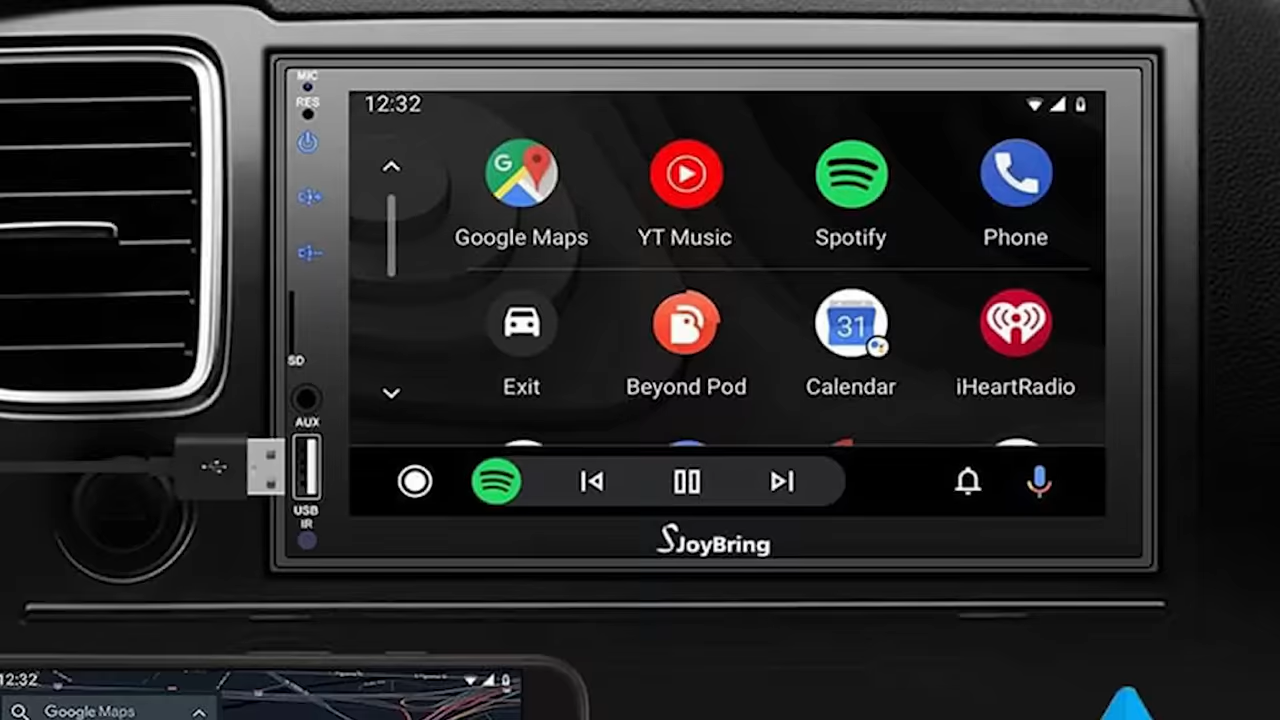 MIC
RES
12:32
Google Maps
YT Music
Spotify
Phone
Exit
Beyond Pod
31
Calendar
iHeartRadio
SD
AUX
USB
IR
SJoyBring
12:32
Google Maps